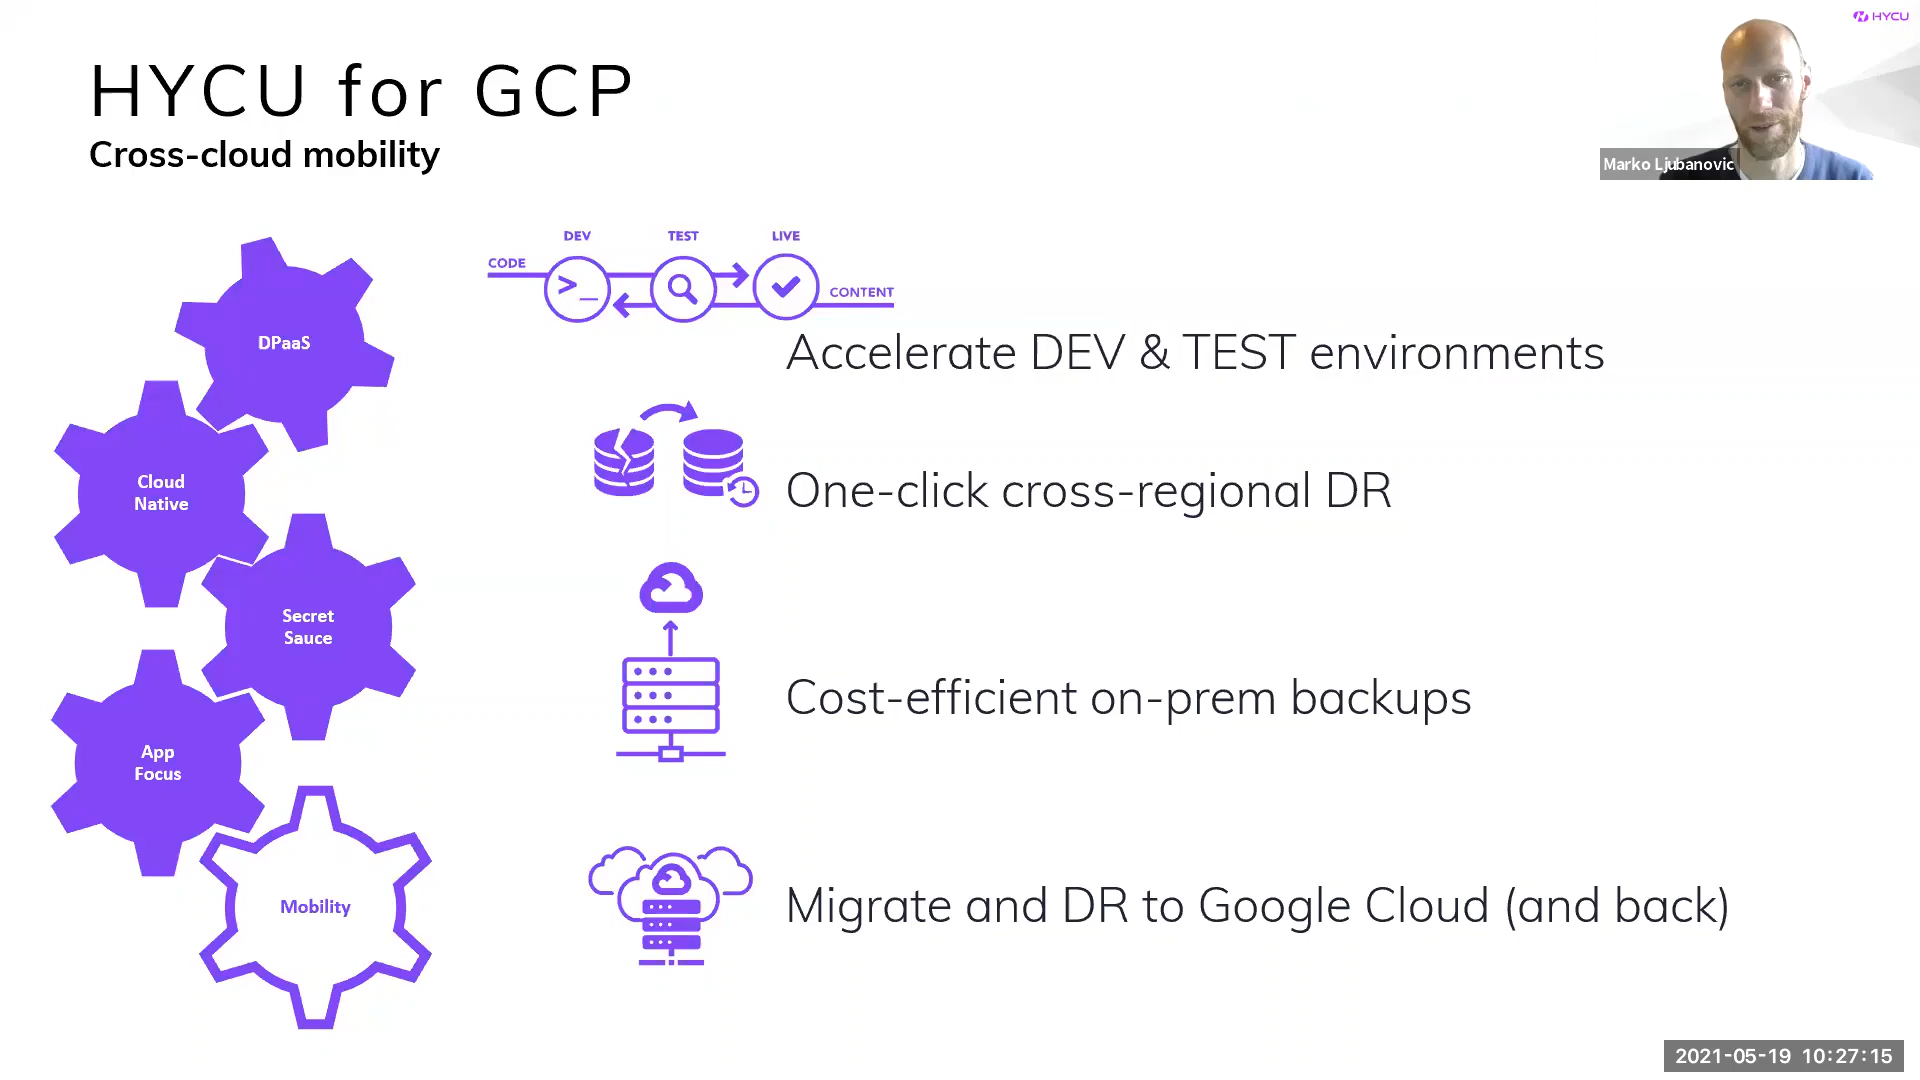 HYCU
HYCU for GCP
Cross-cloud mobility
Marko Ljubanovic
DEV
TEST
LIVE
CODE
>_
CONTENT
DPaaS
Accelerate DEV & TEST environments
Cloud
Native
One-click cross-regional DR
Secret
Sauce
Cost-efficient on-prem backups
App
Focus
Mobility
Migrate and DR to Google Cloud (and back)
2021-05-19 10:27:15